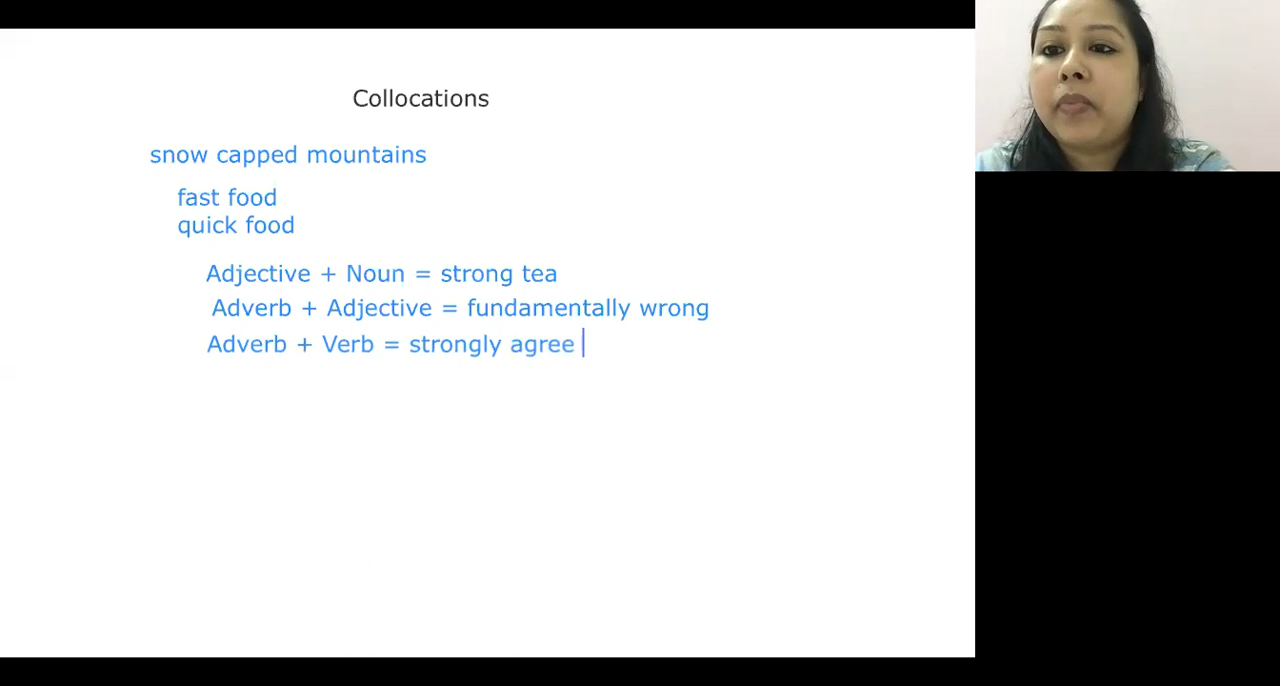 Collocations
snow capped mountains
fast food
quick food
Adjective + Noun = strong tea
Adverb + Adjective = fundamentally wrong
Adverb + Verb = strongly agree